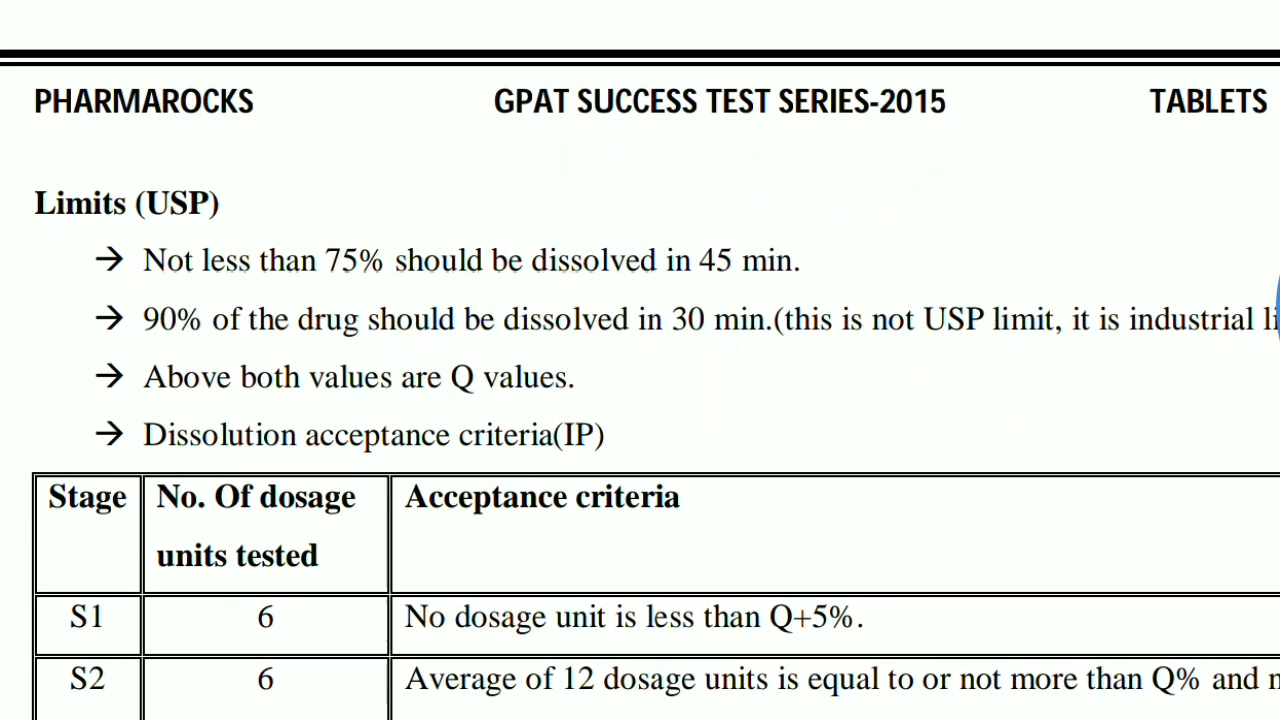 PHARMAROCKS GPAT SUCCESS TEST SERIES-2015 TABLETS
Limits (USP)
→ Not less than 75% should be dissolved in 45 min.
→ 90% of the drug should be dissolved in 30 min.(this is not USP limit, it is industrial
→ Above both values are Q values.
→ Dissolution acceptance criteria(IP)
Stage No. Of dosage Acceptance criteria
units tested
S1 6 No dosage unit is less than Q+5%.
S2 6 Average of 12 dosage units is equal to or not more than Q% and